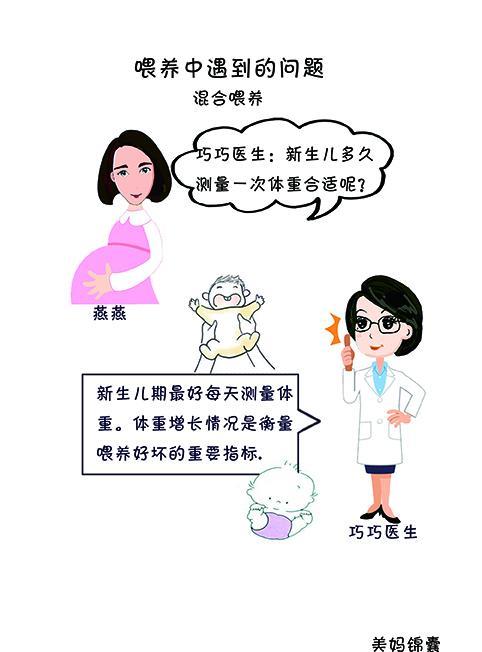 喂养中遇到的问题
混合喂养
巧巧医生：新生儿多久
测量一次体重合适呢？
燕燕
新生儿期最好每天测量体
重。体重增长情况是衡量
喂养好坏的重要指标.
巧巧医生
美妈锦囊